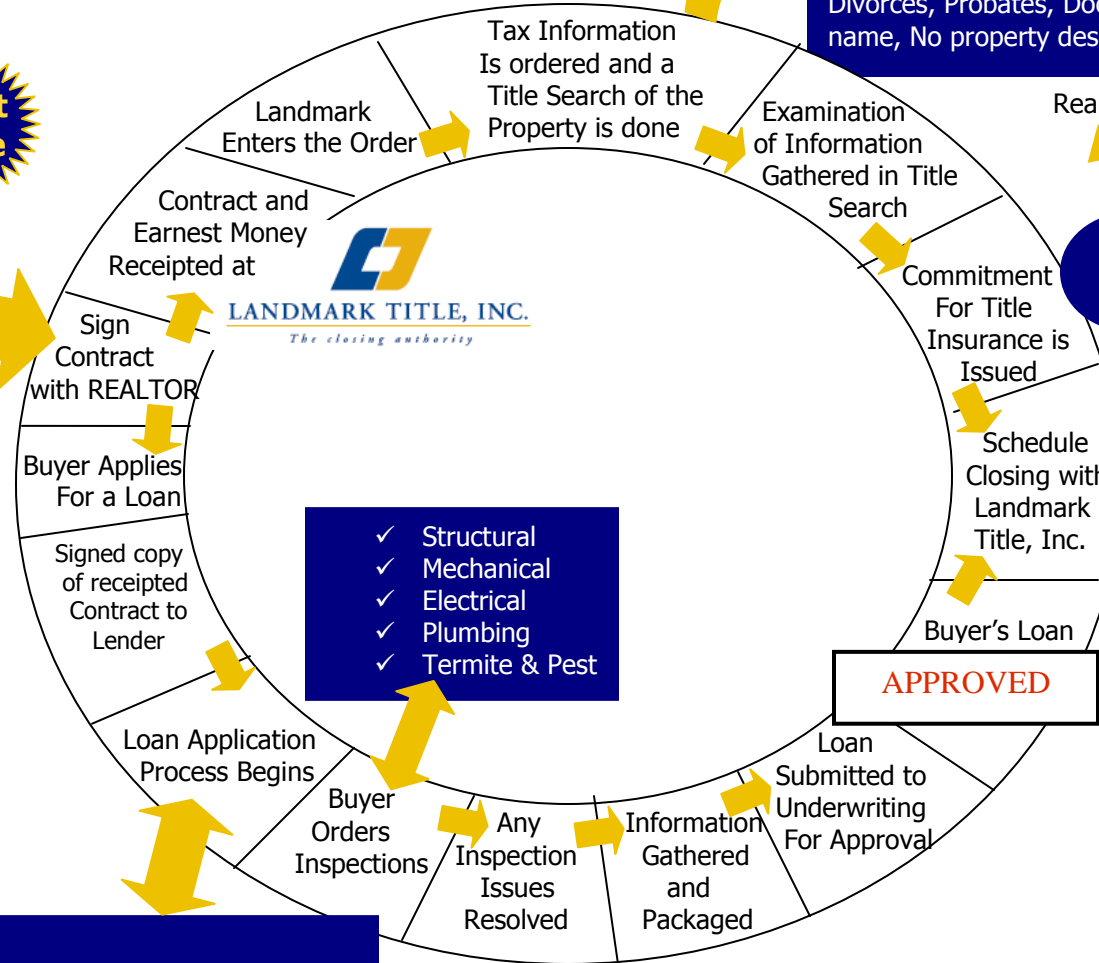 Divorces, Probates,
name, No property
Tax Information
Is ordered and a
Title Search of the
Property is done
Landmark
Enters the Order
Examination
of Information
Gathered in Title
Search
Contract and
Earnest Money
Receipted at
LANDMARK TITLE, INC.
The closing authority
Commitment
For Title
Insurance is
Issued
Sign
Contract
with REALTOR
Schedule
Closing with
Landmark
Title, Inc.
Buyer Applies
For a Loan
✓ Structural
✓ Mechanical
✓ Electrical
✓ Plumbing
✓ Termite & Pest
Signed copy
of receipted
Contract to
Lender
Buyer's Loan
APPROVED
Loan Application
Process Begins
Buyer
Orders
Inspections
Any
Inspection
Issues
Resolved
Information
Gathered
and
Packaged
Loan
Submitted to
Underwriting
For Approval